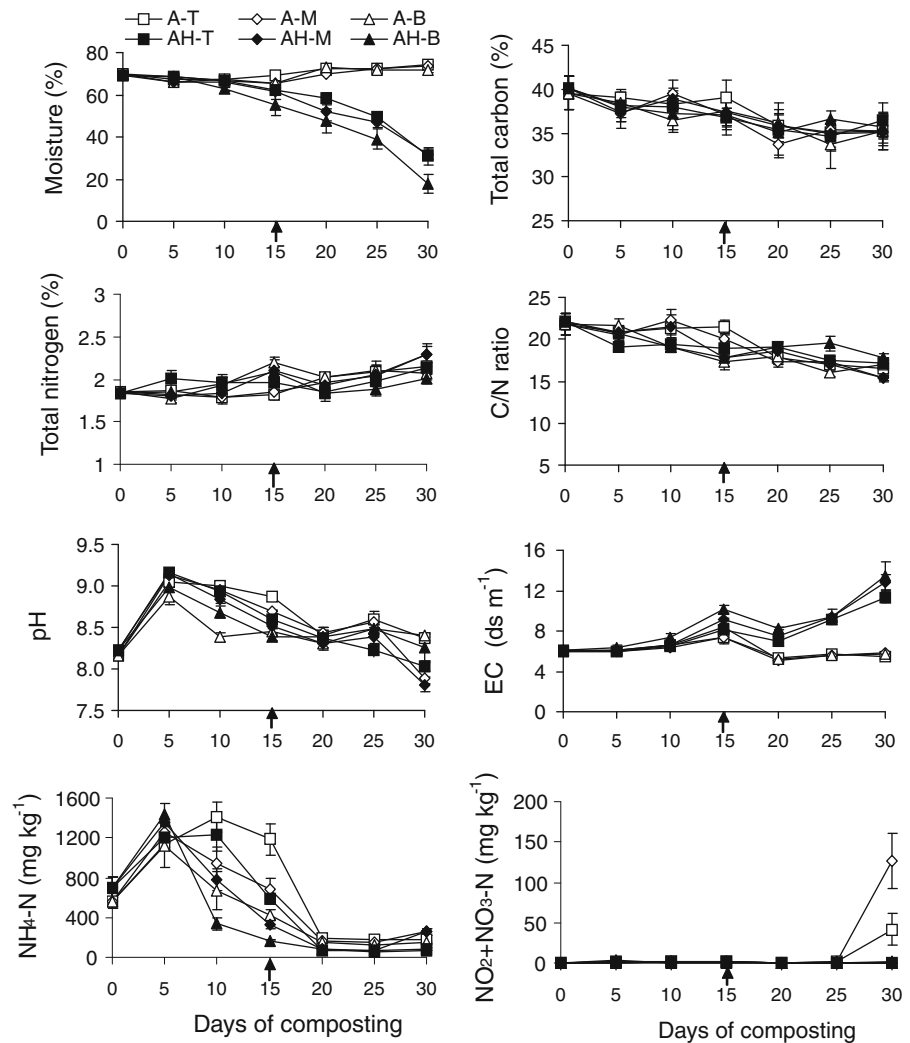 A-T A-M A-B
AH-T AH-M AH-B
Moisture (%)
80
60
40
20
0
0 5 10 15 20 25 30
Total carbon (%)
45
40
35
30
25
0 5 10 15 20 25 30
Total nitrogen (%)
3
2.5
2
1.5
1
0 5 10 15 20 25 30
C/N ratio
25
20
15
10
5
0 5 10 15 20 25 30
pH
9.5
9.0
8.5
8.0
7.5
0 5 10 15 20 25 30
EC (ds m-1)
16
12
8
4
0
0 5 10 15 20 25 30
NH4-N (mg kg-1)
1600
1200
800
400
0
0 5 10 15 20 25 30
Days of composting
NO2+NO3-N (mg kg-1)
200
150
100
50
0
0 5 10 15 20 25 30
Days of composting